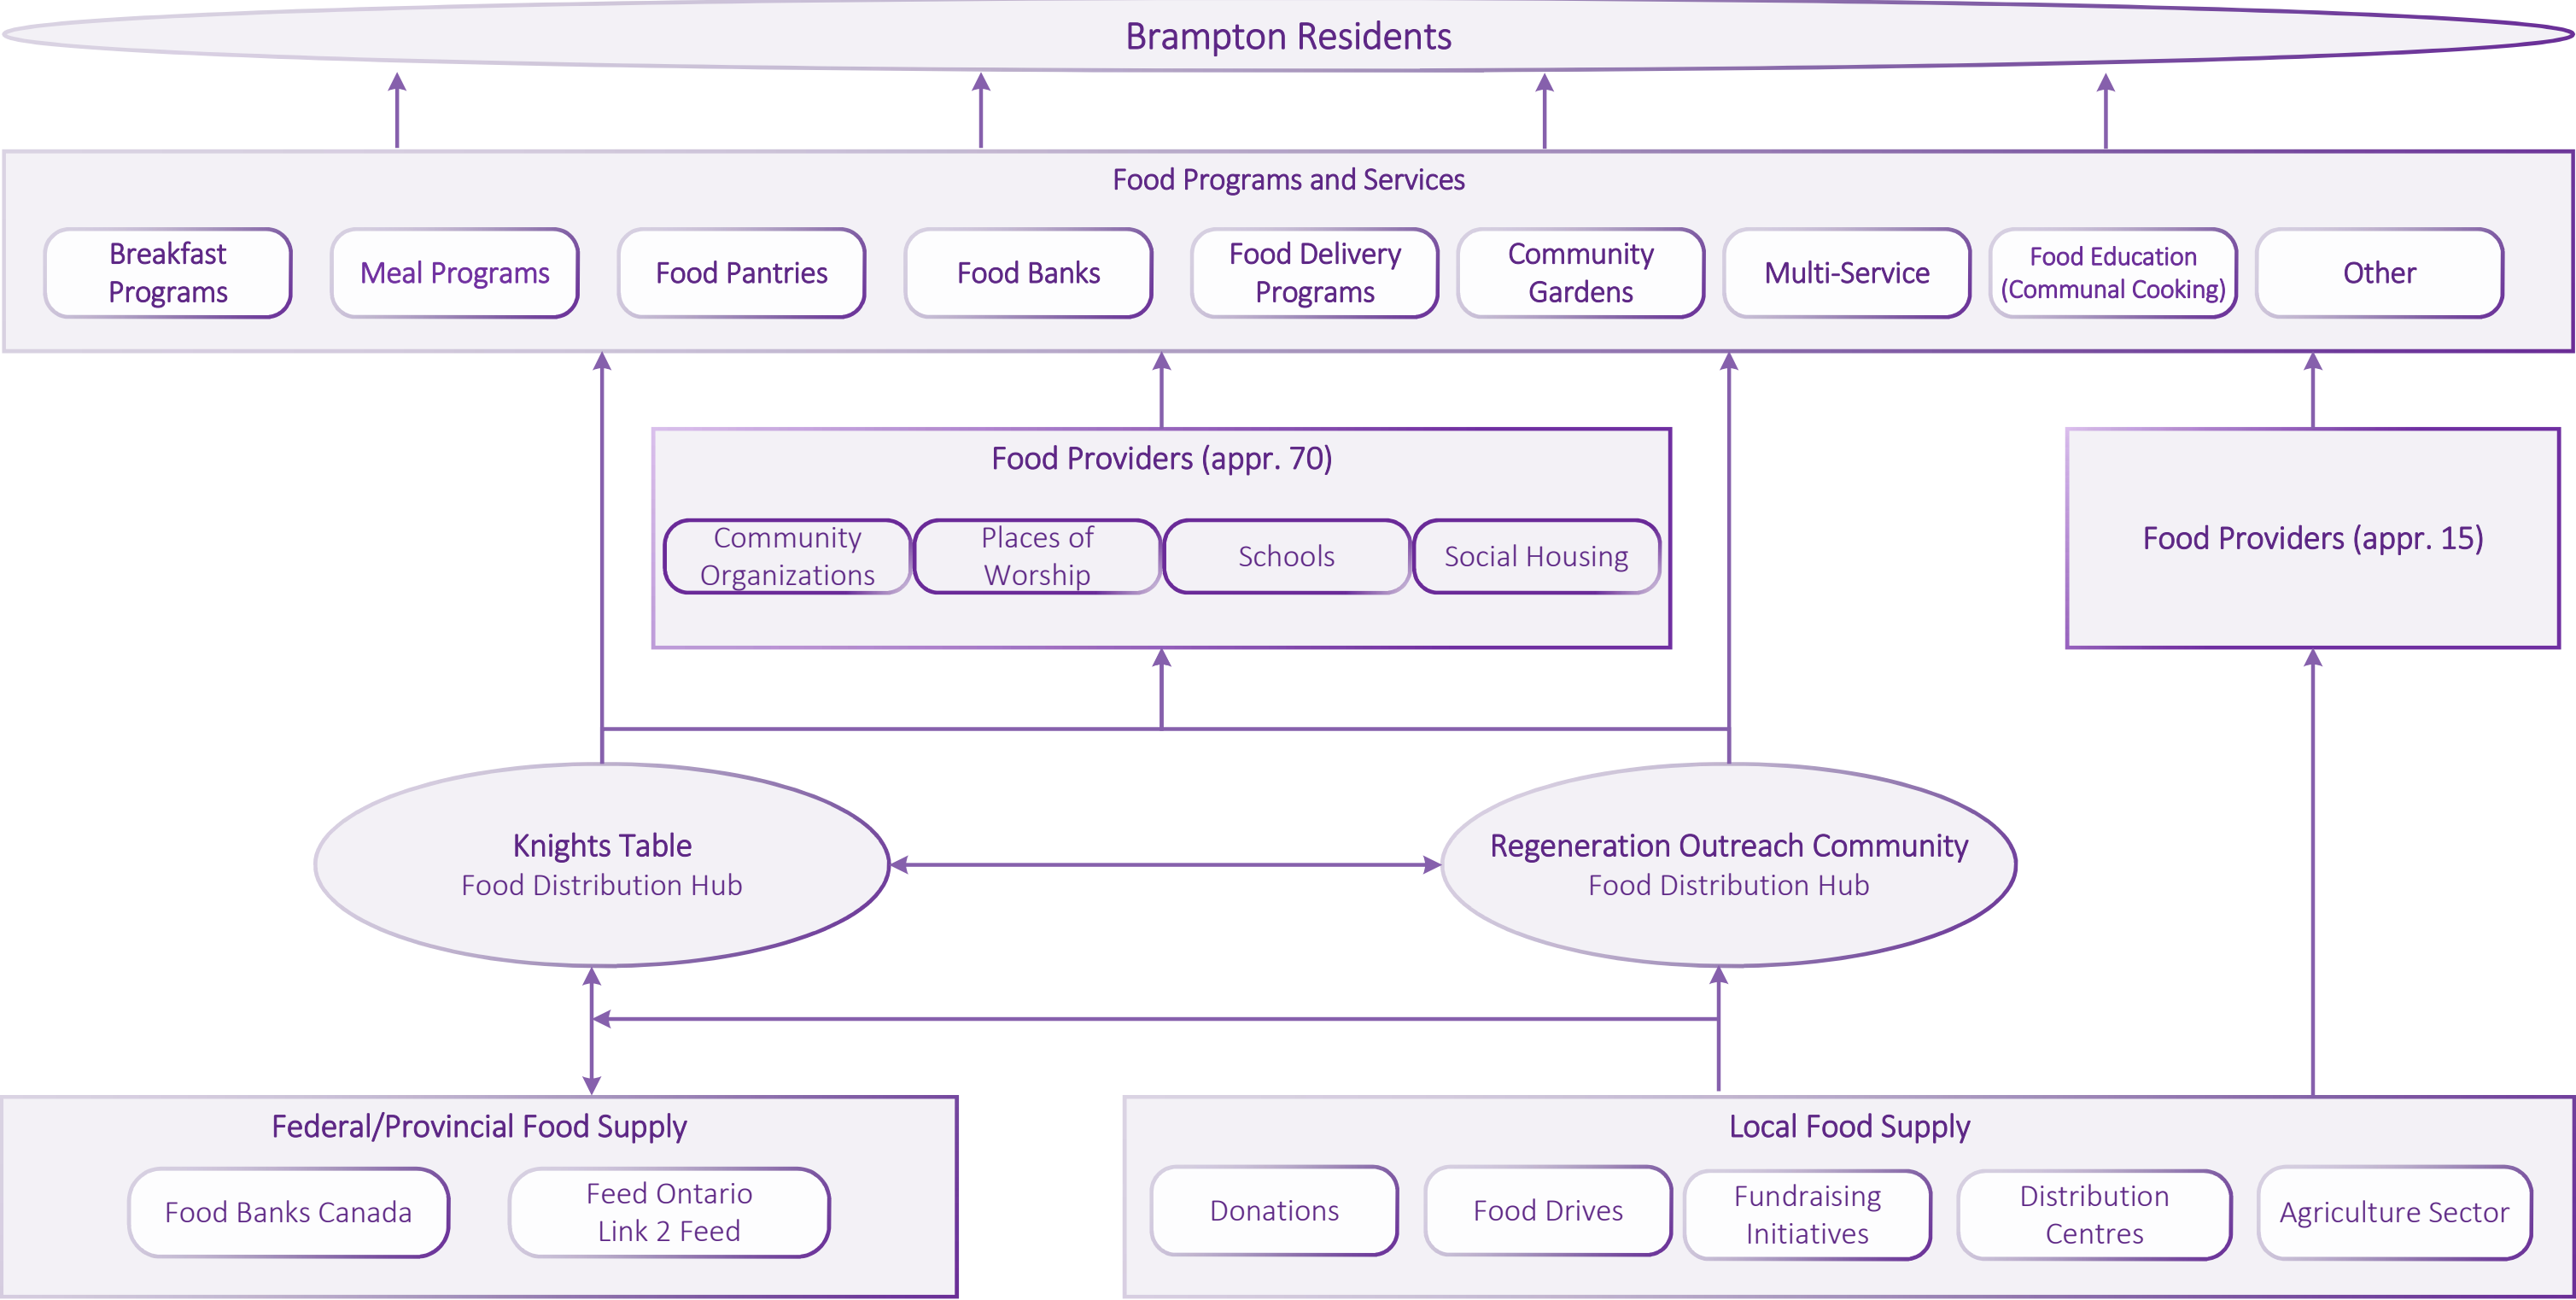 Brampton Residents
Food Programs and Services
Breakfast
Programs
Meal Programs
Food Pantries
Food Banks
Food Delivery
Programs
Community
Gardens
Multi-Service
Food Education
(Communal Cooking)
Other
Food Providers (appr. 70)
Community
Organizations
Places of
Worship
Schools
Social Housing
Food Providers (appr. 15)
Knights Table
Food Distribution Hub
Regeneration Outreach Community
Food Distribution Hub
Federal/Provincial Food Supply
Food Banks Canada
Feed Ontario
Link 2 Feed
Local Food Supply
Donations
Food Drives
Fundraising
Initiatives
Distribution
Centres
Agriculture Sector